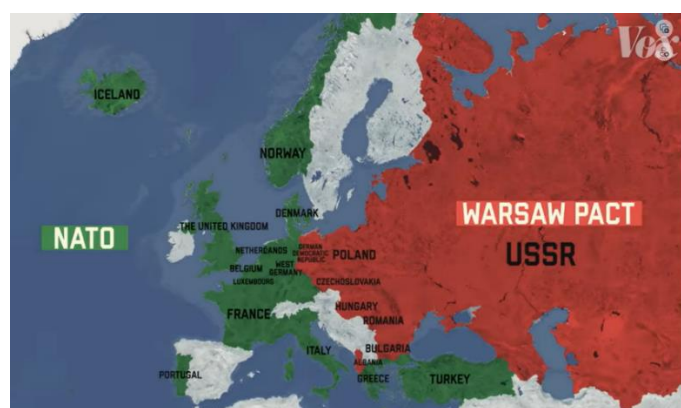 Vox
ICELAND
NORWAY
DENMARK
THE UNITED KINGDOM
NATO
WARSAW PACT
USSR
NETHERLANDS
GERMAN
DEMOCRATIC
REPUBLIC
POLAND
BELGIUM
WEST
GERMANY
LUXEMBOURG
CZECHOSLOVAKIA
FRANCE
HUNGARY
ROMANIA
ITALY
BULGARIA
ALBANIA
PORTUGAL
GREECE
TURKEY